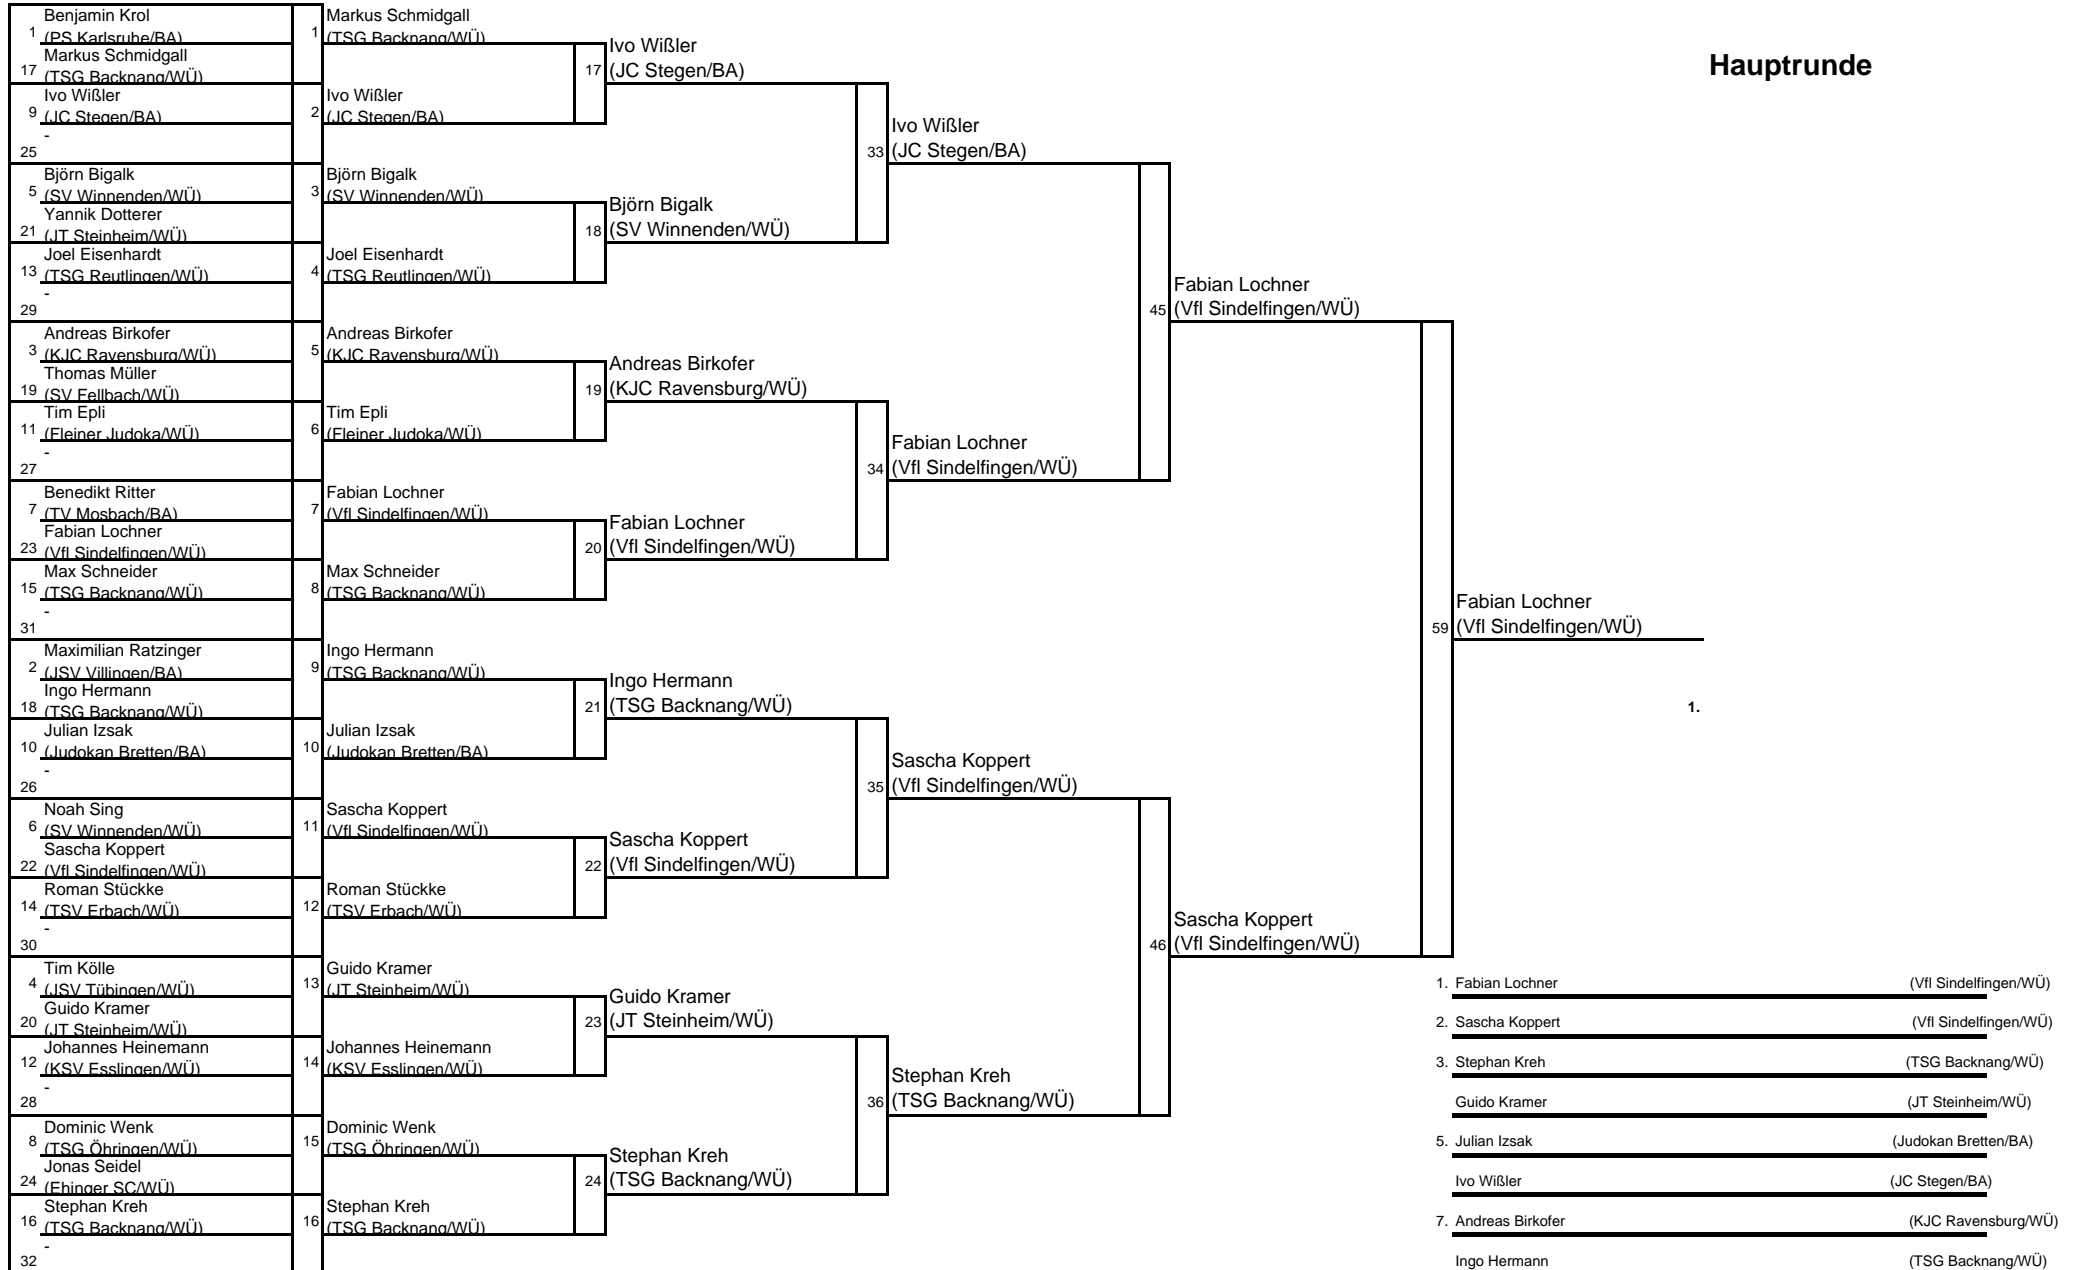 Hauptrunde
1 Benjamin Krol
(PS Karlsruhe/BA)
17 Markus Schmidgall
(TSG Backnang/WÜ)
9 Ivo Wißler
(JC Stegen/BA)
-
25
5 Björn Bigalk
(SV Winnenden/WÜ)
21 Yannik Dotterer
(JT Steinheim/WÜ)
13 Joel Eisenhardt
(TSG Reutlingen/WÜ)
-
29
3 Andreas Birkofer
(KJC Ravensburg/WÜ)
19 Thomas Müller
(SV Fellbach/WÜ)
11 Tim Epli
(Fleiner Judoka/WÜ)
-
27
7 Benedikt Ritter
(TV Mosbach/BA)
23 Fabian Lochner
(Vfl Sindelfingen/WÜ)
15 Max Schneider
(TSG Backnang/WÜ)
-
31
2 Maximilian Ratzinger
(JSV Villingen/BA)
18 Ingo Hermann
(TSG Backnang/WÜ)
10 Julian Izsak
(Judokan Bretten/BA)
-
26
6 Noah Sing
(SV Winnenden/WÜ)
22 Sascha Koppert
(Vfl Sindelfingen/WÜ)
14 Roman Stückke
(TSV Erbach/WÜ)
-
30
4 Tim Kölle
(JSV Tübingen/WÜ)
20 Guido Kramer
(JT Steinheim/WÜ)
12 Johannes Heinemann
(KSV Esslingen/WÜ)
-
28
8 Dominic Wenk
(TSG Öhringen/WÜ)
24 Jonas Seidel
(Ehinger SC/WÜ)
16 Stephan Kreh
(TSG Backnang/WÜ)
-
32
1 Markus Schmidgall
(TSG Backnang/WÜ)
2 Ivo Wißler
(JC Stegen/BA)
3 Björn Bigalk
(SV Winnenden/WÜ)
4 Joel Eisenhardt
(TSG Reutlingen/WÜ)
5 Andreas Birkofer
(KJC Ravensburg/WÜ)
6 Tim Epli
(Fleiner Judoka/WÜ)
7 Fabian Lochner
(Vfl Sindelfingen/WÜ)
8 Max Schneider
(TSG Backnang/WÜ)
9 Ingo Hermann
(TSG Backnang/WÜ)
10 Julian Izsak
(Judokan Bretten/BA)
11 Sascha Koppert
(Vfl Sindelfingen/WÜ)
12 Roman Stückke
(TSV Erbach/WÜ)
13 Guido Kramer
(JT Steinheim/WÜ)
14 Johannes Heinemann
(KSV Esslingen/WÜ)
15 Dominic Wenk
(TSG Öhringen/WÜ)
16 Stephan Kreh
(TSG Backnang/WÜ)
Ivo Wißler
17 (JC Stegen/BA)
Björn Bigalk
18 (SV Winnenden/WÜ)
Andreas Birkofer
19 (KJC Ravensburg/WÜ)
Fabian Lochner
20 (Vfl Sindelfingen/WÜ)
Ingo Hermann
21 (TSG Backnang/WÜ)
Sascha Koppert
22 (Vfl Sindelfingen/WÜ)
Guido Kramer
23 (JT Steinheim/WÜ)
Stephan Kreh
24 (TSG Backnang/WÜ)
Ivo Wißler
33 (JC Stegen/BA)
Fabian Lochner
34 (Vfl Sindelfingen/WÜ)
Sascha Koppert
35 (Vfl Sindelfingen/WÜ)
Stephan Kreh
36 (TSG Backnang/WÜ)
Fabian Lochner
45 (Vfl Sindelfingen/WÜ)
Sascha Koppert
46 (Vfl Sindelfingen/WÜ)
Fabian Lochner
59 (Vfl Sindelfingen/WÜ)
1.
1. Fabian Lochner (Vfl Sindelfingen/WÜ)
2. Sascha Koppert (Vfl Sindelfingen/WÜ)
3. Stephan Kreh (TSG Backnang/WÜ)
Guido Kramer (JT Steinheim/WÜ)
5. Julian Izsak (Judokan Bretten/BA)
Ivo Wißler (JC Stegen/BA)
7. Andreas Birkofer (KJC Ravensburg/WÜ)
Ingo Hermann (TSG Backnang/WÜ)